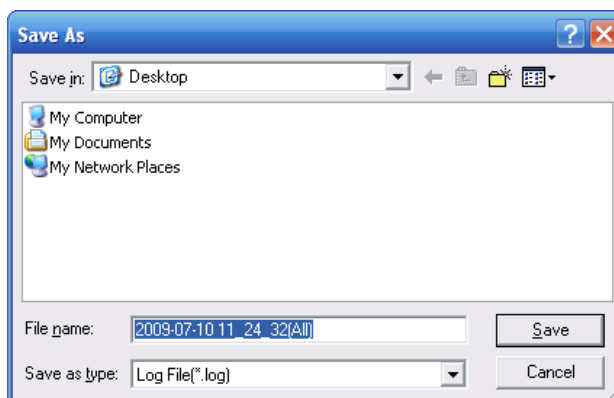 Save As
Save in: Desktop
My Computer
My Documents
My Network Places
File name: 2009-07-10 11_24_32(All) Save
Save as type: Log File(*.log) Cancel